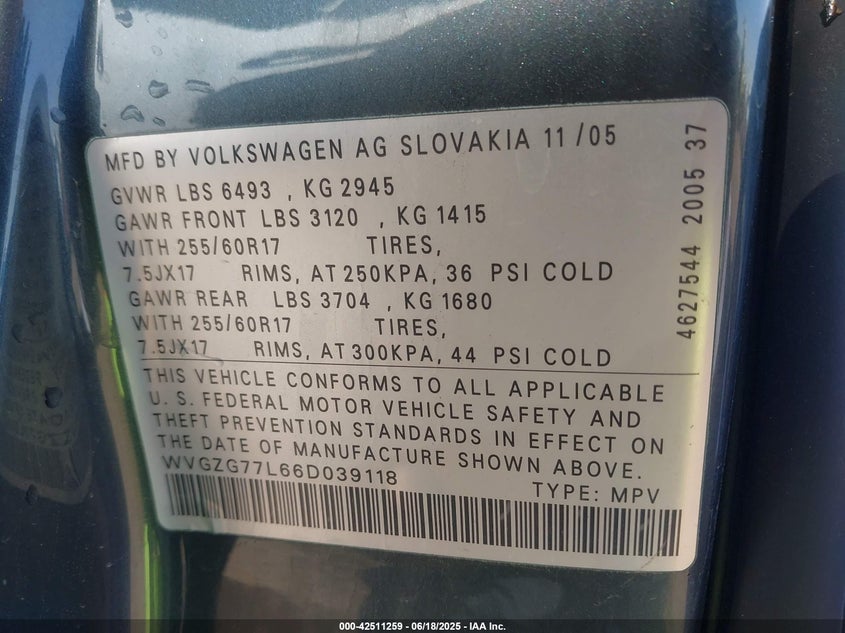 MFD BY VOLKSWAGEN AG SLOVAKIA 11/05
GVWR LBS 6493 , KG 2945
GAWR FRONT LBS 3120 , KG 1415
WITH 255/60R17 TIRES,
7.5JX17 RIMS, AT 250KPA, 36 PSI COLD
GAWR REAR LBS 3704 , KG 1680
WITH 255/60R17 TIRES,
7.5JX17 RIMS, AT 300KPA, 44 PSI COLD
THIS VEHICLE CONFORMS TO ALL APPLICABLE
U. S. FEDERAL MOTOR VEHICLE SAFETY AND
THEFT PREVENTION STANDARDS IN EFFECT ON
THE DATE OF MANUFACTURE SHOWN ABOVE.
WVGZG77L66D039118
TYPE: MPV
4627544 2005 37
000-42511259 - 06/18/2025 - IAA Inc.